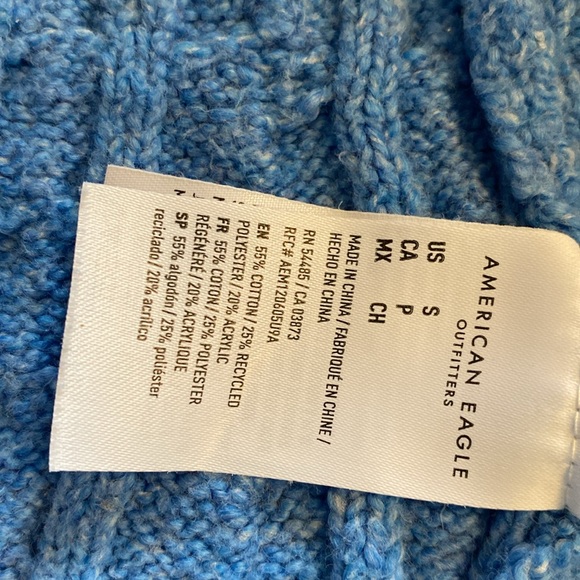 AMERICAN EAGLE
OUTFITTERS
US S
CA P
MX CH
MADE IN CHINA / FABRIQUÉ EN CHINE /
HECHO EN CHINA
RN 54485 / CA 03873
RFC# AEM120605U9A
EN 55% COTTON / 25% RECYCLED
POLYESTER / 20% ACRYLIC
FR 55% COTON / 25% POLYESTER
RÉGÉNÉRÉ / 20% ACRYLIQUE
SP 55% algodón / 25% poliéster
reciclado / 20% acrílico